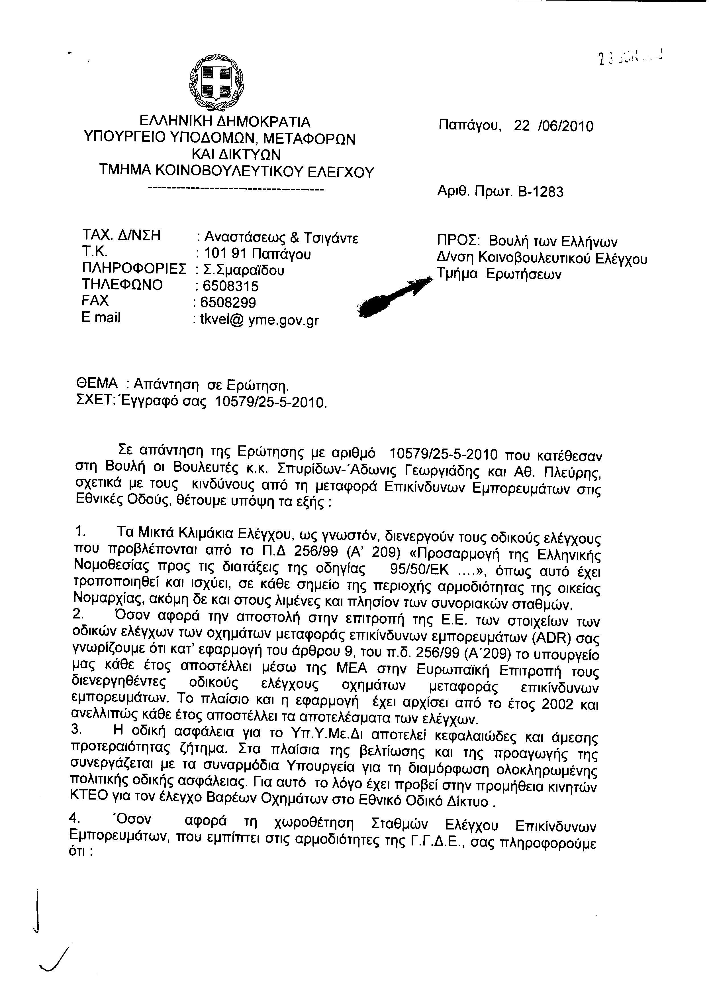 ΕΛΛΗΝΙΚΗ ΔΗΜΟΚΡΑΤΙΑ
ΥΠΟΥΡΓΕΙΟ ΥΠΟΔΟΜΩΝ, ΜΕΤΑΦΟΡΩΝ
ΚΑΙ ΔΙΚΤΥΩΝ
ΤΜΗΜΑ ΚΟΙΝΟΒΟΥΛΕΥΤΙΚΟΥ ΕΛΕΓΧΟΥ
-------------------------------------
Παπάγου, 22 /06/2010
Αριθ. Πρωτ. Β-1283
ΤΑΧ. Δ/ΝΣΗ : Αναστάσεως & Τσιγάντε
Τ.Κ. : 101 91 Παπάγου
ΠΛΗΡΟΦΟΡΙΕΣ : Σ.Σμαραϊδου
ΤΗΛΕΦΩΝΟ : 6508315
FAX : 6508299
E mail : tkvel@ yme.gov.gr
ΠΡΟΣ: Βουλή των Ελλήνων
Δ/νση Κοινοβουλευτικού Ελέγχου
Τμήμα Ερωτήσεων
ΘΕΜΑ : Απάντηση σε Ερώτηση.
ΣΧΕΤ:Έγγραφό σας 10579/25-5-2010.
Σε απάντηση της Ερώτησης με αριθμό 10579/25-5-2010 που κατέθεσαν
στη Βουλή οι Βουλευτές κ.κ. Σπυρίδων-Άδωνις Γεωργιάδης και Αθ. Πλεύρης,
σχετικά με τους κινδύνους από τη μεταφορά Επικίνδυνων Εμπορευμάτων στις
Εθνικές Οδούς, θέτουμε υπόψη τα εξής :
1. Τα Μικτά Κλιμάκια Ελέγχου, ως γνωστόν, διενεργούν τους οδικούς ελέγχους
που προβλέπονται από το Π.Δ 256/99 (Α’ 209) «Προσαρμογή της Ελληνικής
Νομοθεσίας προς τις διατάξεις της οδηγίας 95/50/ΕΚ ....», όπως αυτό έχει
τροποποιηθεί και ισχύει, σε κάθε σημείο της περιοχής αρμοδιότητας της οικείας
Νομαρχίας, ακόμη δε και στους λιμένες και πλησίον των συνοριακών σταθμών.
2. Όσον αφορά την αποστολή στην επιτροπή της Ε.Ε. των στοιχείων των
οδικών ελέγχων των οχημάτων μεταφοράς επικίνδυνων εμπορευμάτων (ADR) σας
γνωρίζουμε ότι κατ’ εφαρμογή του άρθρου 9, του π.δ. 256/99 (Α΄209) το υπουργείο
μας κάθε έτος αποστέλλει μέσω της ΜΕΑ στην Ευρωπαϊκή Επιτροπή τους
διενεργηθέντες οδικούς ελέγχους οχημάτων μεταφοράς επικίνδυνων
εμπορευμάτων. Το πλαίσιο και η εφαρμογή έχει αρχίσει από το έτος 2002 και
ανελλιπώς κάθε έτος αποστέλλει τα αποτελέσματα των ελέγχων.
3. Η οδική ασφάλεια για το Υπ.Υ.Με.Δι αποτελεί κεφαλαιώδες και άμεσης
προτεραιότητας ζήτημα. Στα πλαίσια της βελτίωσης και της προαγωγής της
συνεργάζεται με τα συναρμόδια Υπουργεία για τη διαμόρφωση ολοκληρωμένης
πολιτικής οδικής ασφάλειας. Για αυτό το λόγο έχει προβεί στην προμήθεια κινητών
ΚΤΕΟ για τον έλεγχο Βαρέων Οχημάτων στο Εθνικό Οδικό Δίκτυο .
4. Όσον αφορά τη χωροθέτηση Σταθμών Ελέγχου Επικίνδυνων
Εμπορευμάτων, που εμπίπτει στις αρμοδιότητες της Γ.Γ.Δ.Ε., σας πληροφορούμε
ότι :